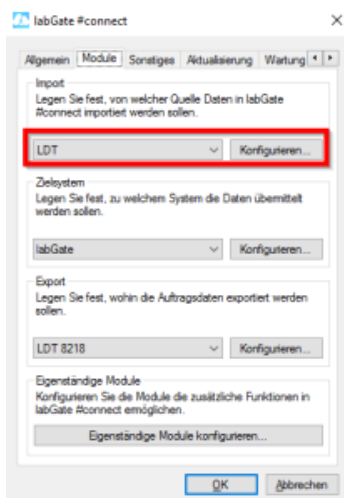 labGate #connect
Allgemein Module Sonstiges Aktualisierung Wartung
Import
Legen Sie fest, von welcher Quelle Daten in labGate
#connect importiert werden sollen.
LDT Konfigurieren...
Zielsystem
Legen Sie fest, zu welchem System die Daten übermittelt
werden sollen.
labGate Konfigurieren...
Export
Legen Sie fest, wohin die Auftragsdaten exportiert werden
sollen.
LDT 8218 Konfigurieren...
Eigenständige Module
Konfigurieren Sie die Module die zusätzliche Funktionen in
labGate #connect ermöglichen.
Eigenständige Module konfigurieren...
OK Abbrechen